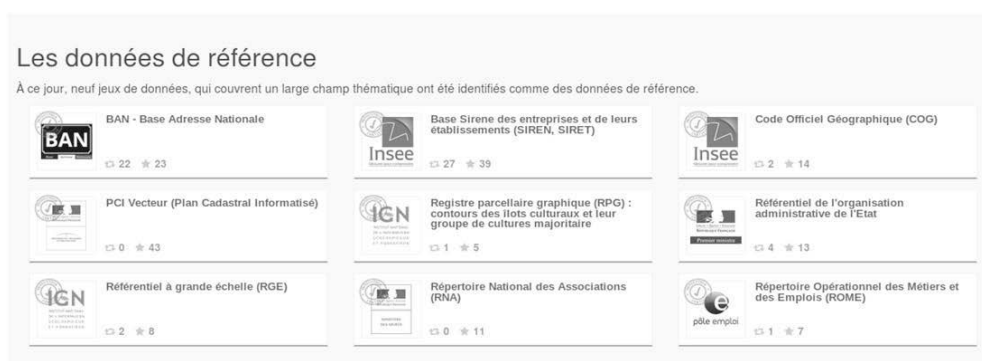 Les données de référence
À ce jour, neuf jeux de données, qui couvrent un large champ thématique ont été identifiés comme des données de référence.
BAN
BAN - Base Adresse Nationale
22 23
Insee
Base Sirene des entreprises et de leurs
établissements (SIREN, SIRET)
27 39
Insee
Code Officiel Géographique (COG)
2 14
PCI Vecteur (Plan Cadastral Informatisé)
0 43
IGN
Registre parcellaire graphique (RPG) :
contours des îlots culturaux et leur
groupe de cultures majoritaire
1 5
Premier ministre
Référentiel de l'organisation
administrative de l'Etat
4 13
IGN
Référentiel à grande échelle (RGE)
2 8
Répertoire National des Associations
(RNA)
0 11
pôle emploi
Répertoire Opérationnel des Métiers et
des Emplois (ROME)
1 7